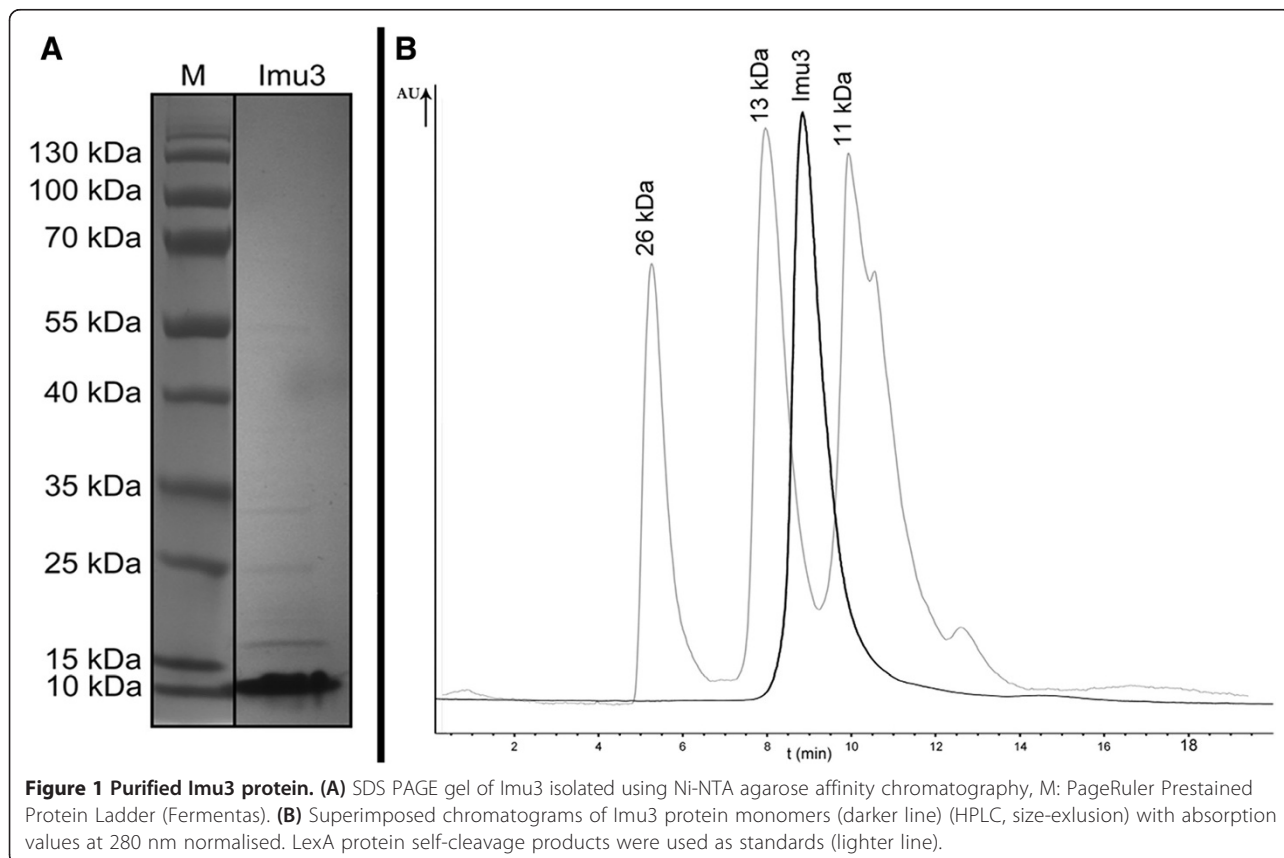 A
B
M Imu3
130 kDa
100 kDa
70 kDa
55 kDa
40 kDa
35 kDa
25 kDa
15 kDa
10 kDa
AU
26 kDa
13 kDa
Imu3
11 kDa
2 4 6 8 10 12 14 16 18
t (min)
Figure 1 Purified Imu3 protein. (A) SDS PAGE gel of Imu3 isolated using Ni-NTA agarose affinity chromatography, M: PageRuler Prestained
Protein Ladder (Fermentas). (B) Superimposed chromatograms of Imu3 protein monomers (darker line) (HPLC, size-exlusion) with absorption
values at 280 nm normalised. LexA protein self-cleavage products were used as standards (lighter line).